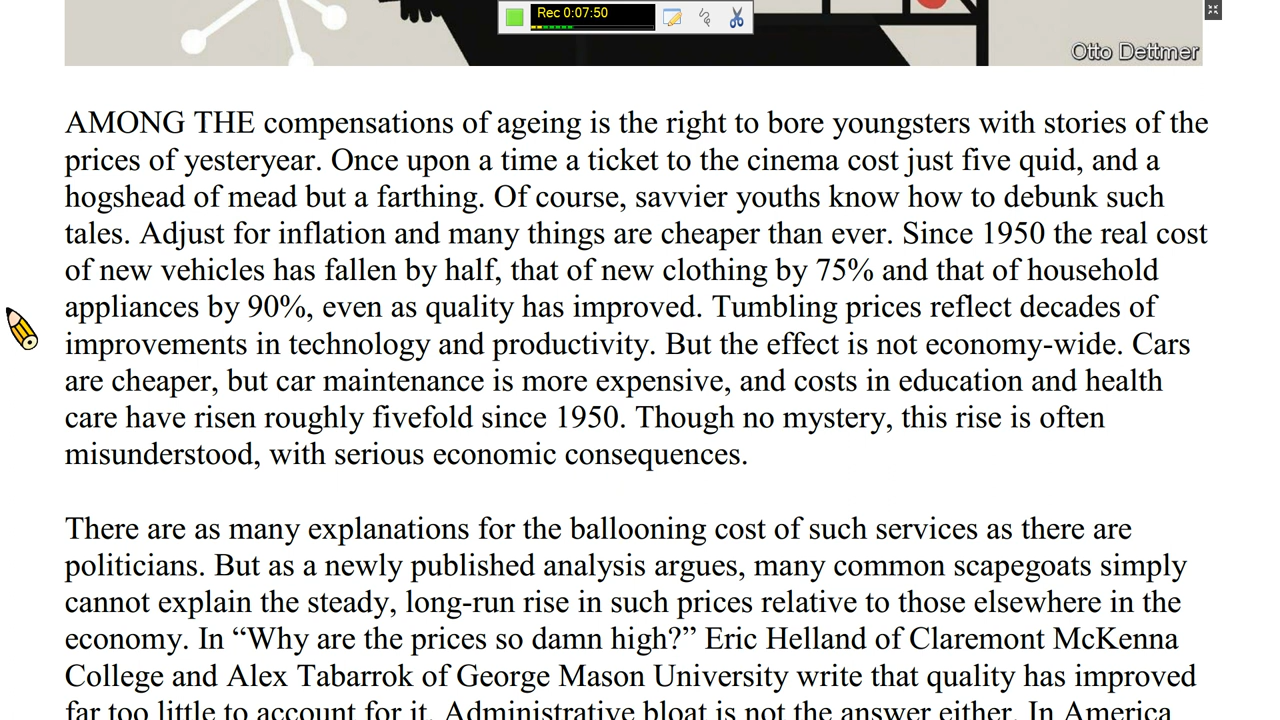 Rec 0:07:50
Otto Dettmer
AMONG THE compensations of ageing is the right to bore youngsters with stories of the
prices of yesteryear. Once upon a time a ticket to the cinema cost just five quid, and a
hogshead of mead but a farthing. Of course, savvier youths know how to debunk such
tales. Adjust for inflation and many things are cheaper than ever. Since 1950 the real cost
of new vehicles has fallen by half, that of new clothing by 75% and that of household
appliances by 90%, even as quality has improved. Tumbling prices reflect decades of
improvements in technology and productivity. But the effect is not economy-wide. Cars
are cheaper, but car maintenance is more expensive, and costs in education and health
care have risen roughly fivefold since 1950. Though no mystery, this rise is often
misunderstood, with serious economic consequences.
There are as many explanations for the ballooning cost of such services as there are
politicians. But as a newly published analysis argues, many common scapegoats simply
cannot explain the steady, long-run rise in such prices relative to those elsewhere in the
economy. In “Why are the prices so damn high?” Eric Helland of Claremont McKenna
College and Alex Tabarrok of George Mason University write that quality has improved
far too little to account for it. Administrative bloat is not the answer either. In America